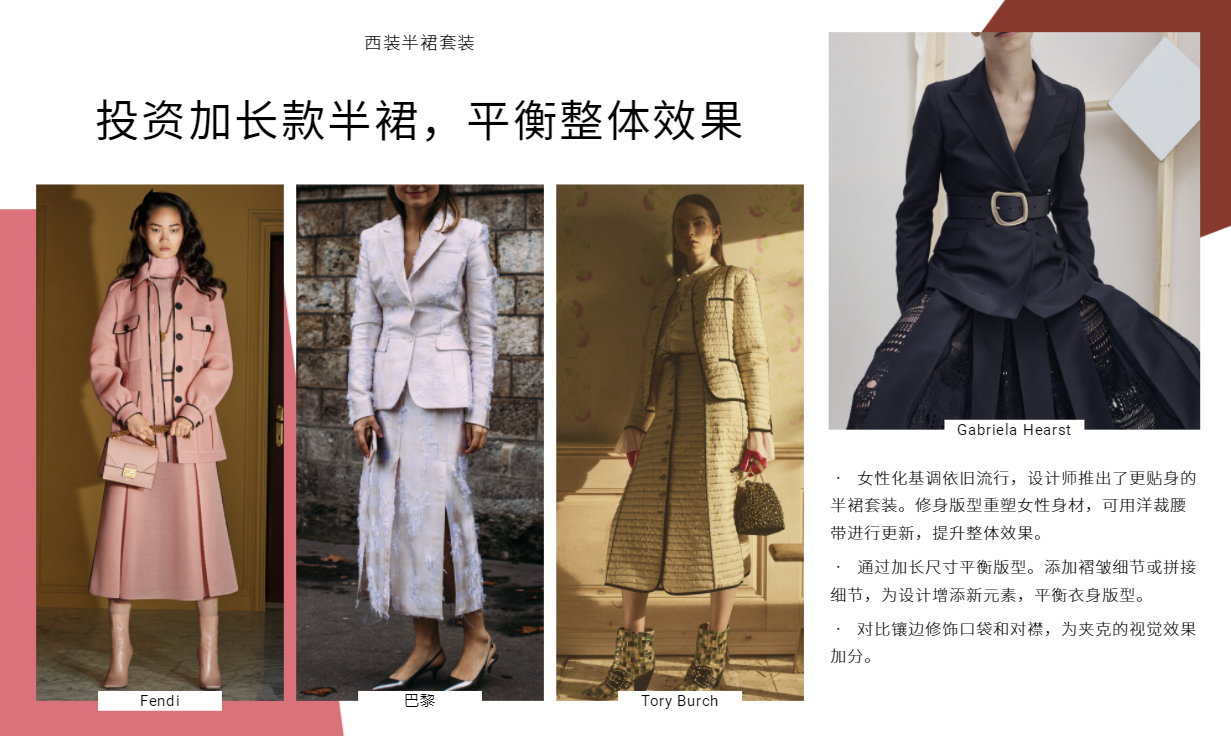 西装半裙套装
投资加长款半裙，平衡整体效果
Fendi
巴黎
Tory Burch
Gabriela Hearst
· 女性化基调依旧流行，设计师推出了更贴身的
半裙套装。修身版型重塑女性身材，可用洋裁腰
带进行更新，提升整体效果。
· 通过加长尺寸平衡版型。添加褶皱细节或拼接
细节，为设计增添新元素，平衡衣身版型。
· 对比镶边修饰口袋和对襟，为夹克的视觉效果
加分。